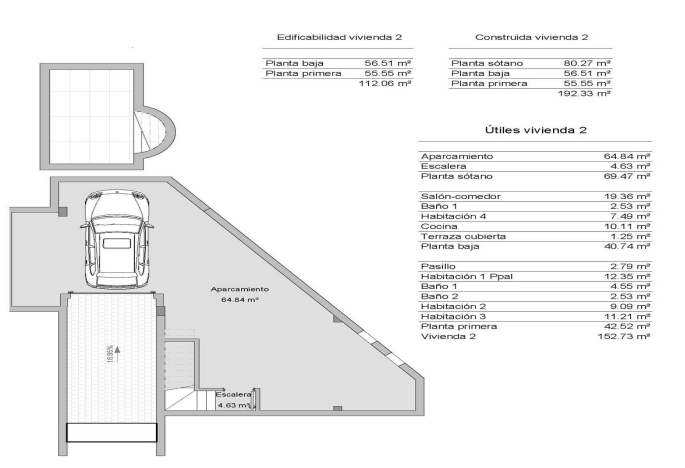 Edificabilidad vivienda 2
Planta baja 56.51 m²
Planta primera 55.55 m²
112.06 m²
Construida vivienda 2
Planta sótano 80.27 m²
Planta baja 56.51 m²
Planta primera 55.55 m²
192.33 m²
Útiles vivienda 2
Aparcamiento 64.84 m²
Escalera 4.63 m²
Planta sótano 69.47 m²
Salón-comedor 19.36 m²
Baño 1 2.53 m²
Habitación 4 7.49 m²
Cocina 10.11 m²
Terraza cubierta 1.25 m²
Planta baja 40.74 m²
Pasillo 2.79 m²
Habitación 1 Ppal 12.35 m²
Baño 1 4.55 m²
Baño 2 2.53 m²
Habitación 2 9.09 m²
Habitación 3 11.21 m²
Planta primera 42.52 m²
Vivienda 2 152.73 m²
Aparcamiento
64.84 m²
16.95%
Escalera
4.63 m²